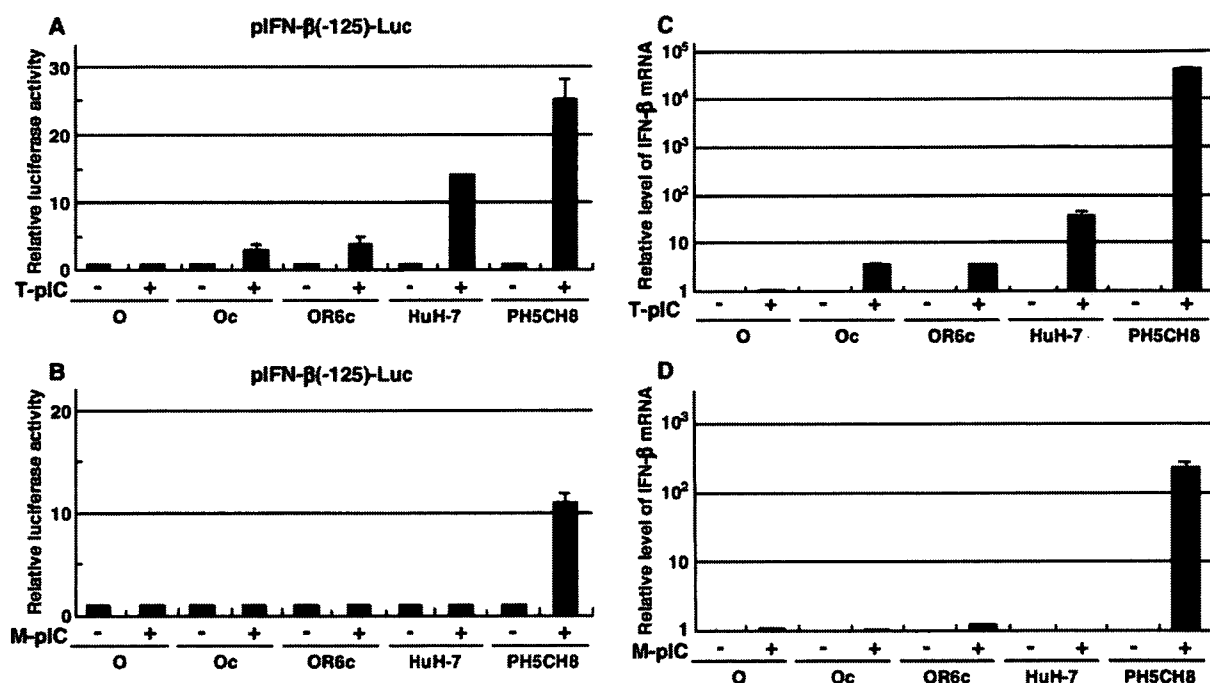 A
pIFN-β(-125)-Luc
Relative luciferase activity
30
20
10
0
T-pIC - + - + - + - + - +
O Oc OR6c HuH-7 PH5CH8
B
pIFN-β(-125)-Luc
Relative luciferase activity
20
10
0
M-pIC - + - + - + - + - +
O Oc OR6c HuH-7 PH5CH8
C
Relative level of IFN-β mRNA
10⁵
10⁴
10³
10²
10
1
T-pIC - + - + - + - + - +
O Oc OR6c HuH-7 PH5CH8
D
Relative level of IFN-β mRNA
10³
10²
10
1
M-pIC - + - + - + - + - +
O Oc OR6c HuH-7 PH5CH8